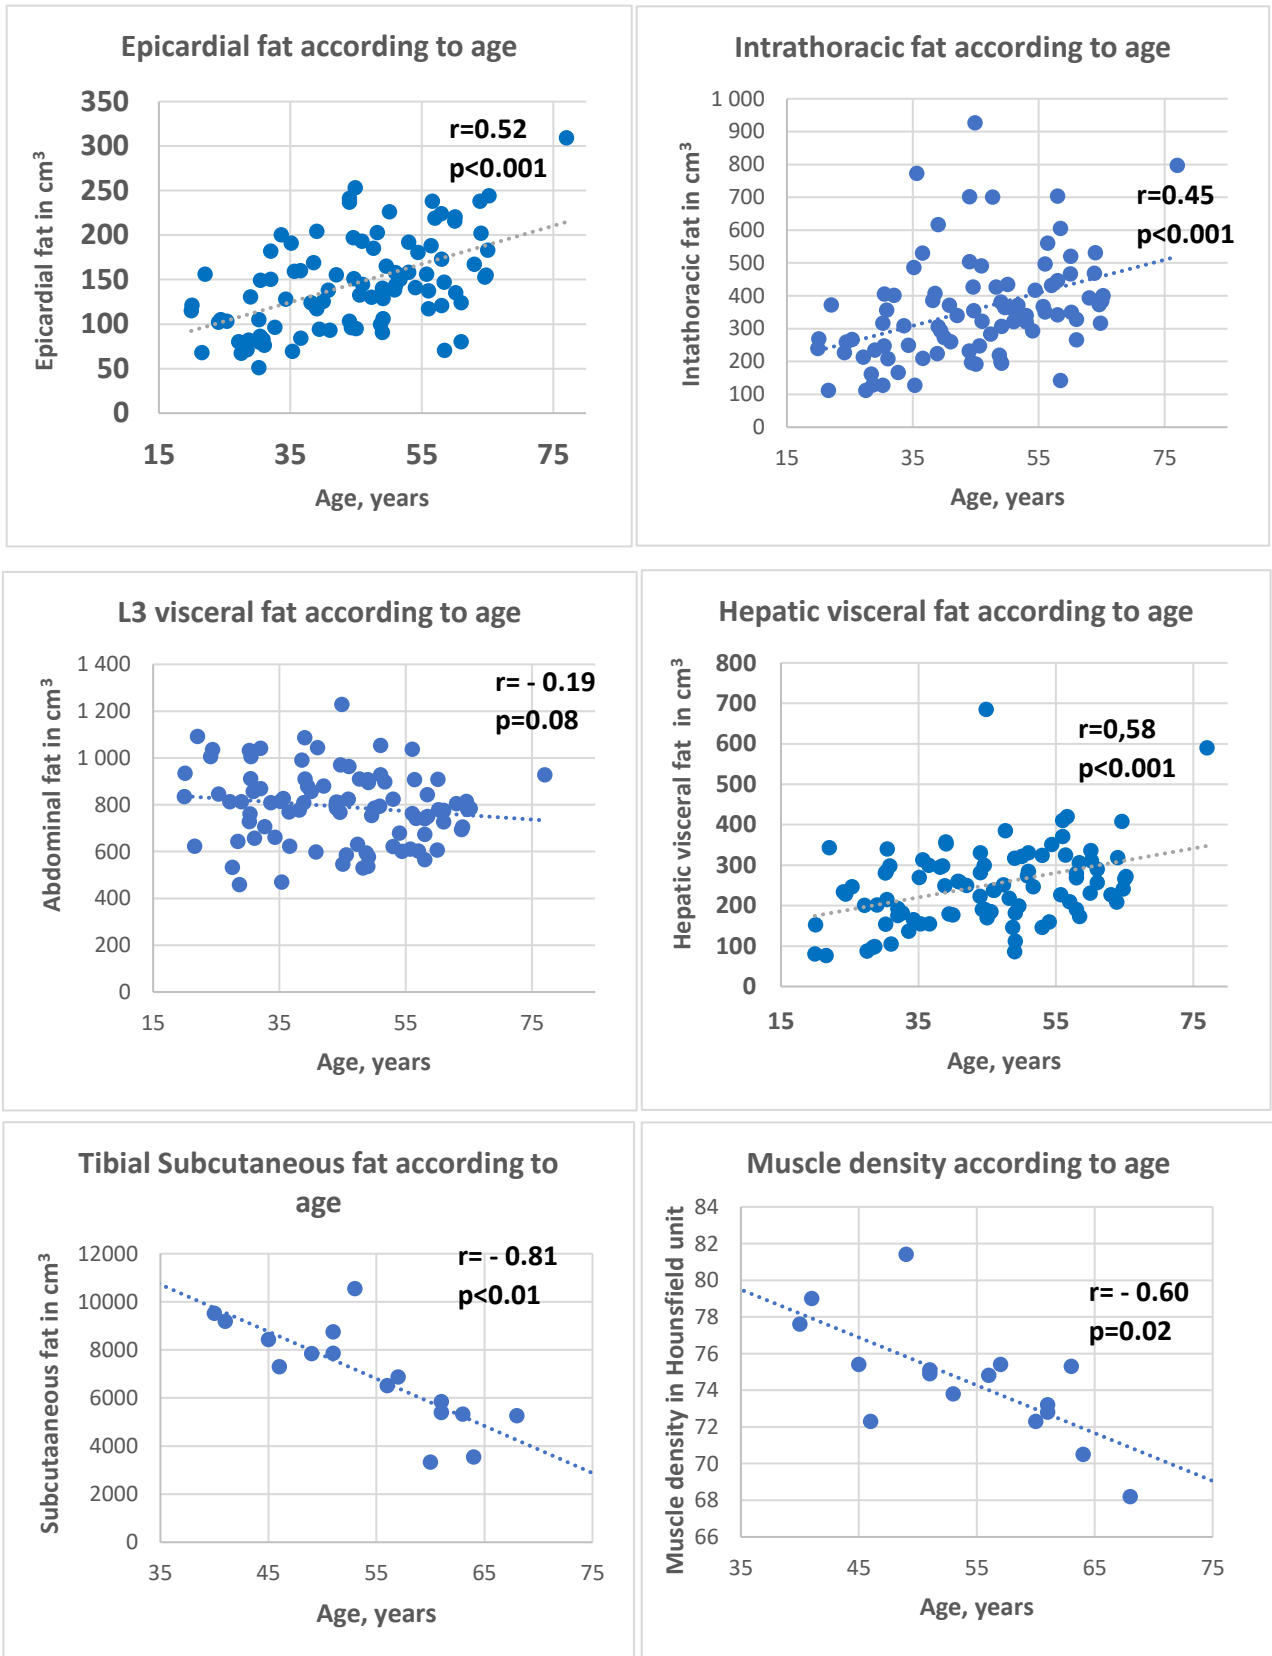 Epicardial fat according to age
350
300
250
200
150
100
50
0
15 35 55 75
Epicardial fat in cm³
Age, years
r=0.52
p<0.001
Intrathoracic fat according to age
1 000
900
800
700
600
500
400
300
200
100
0
15 35 55 75
Intathoracic fat in cm³
Age, years
r=0.45
p<0.001
L3 visceral fat according to age
1 400
1 200
1 000
800
600
400
200
0
15 35 55 75
Abdominal fat in cm³
Age, years
r= - 0.19
p=0.08
Hepatic visceral fat according to age
800
700
600
500
400
300
200
100
0
15 35 55 75
Hepatic visceral fat in cm³
Age, years
r=0,58
p<0.001
Tibial Subcutaneous fat according to
age
12000
10000
8000
6000
4000
2000
0
35 45 55 65 75
Subcutaaneous fat in cm³
Age, years
r= - 0.81
p<0.01
Muscle density according to age
84
82
80
78
76
74
72
70
68
66
35 45 55 65 75
Muscle density in Hounsfield unit
Age, years
r= - 0.60
p=0.02